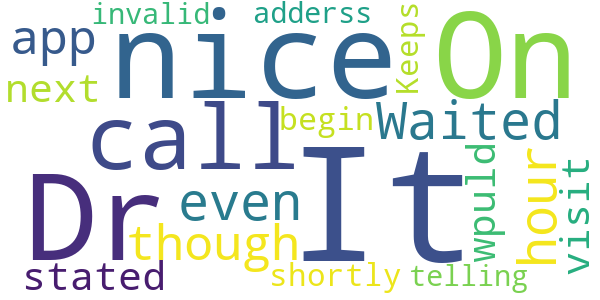 invalid
adderss
Keeps
app
nice
On
next
call
begin
Waited
Dr
It
even
wpuld
hour
visit
though
stated
shortly
telling